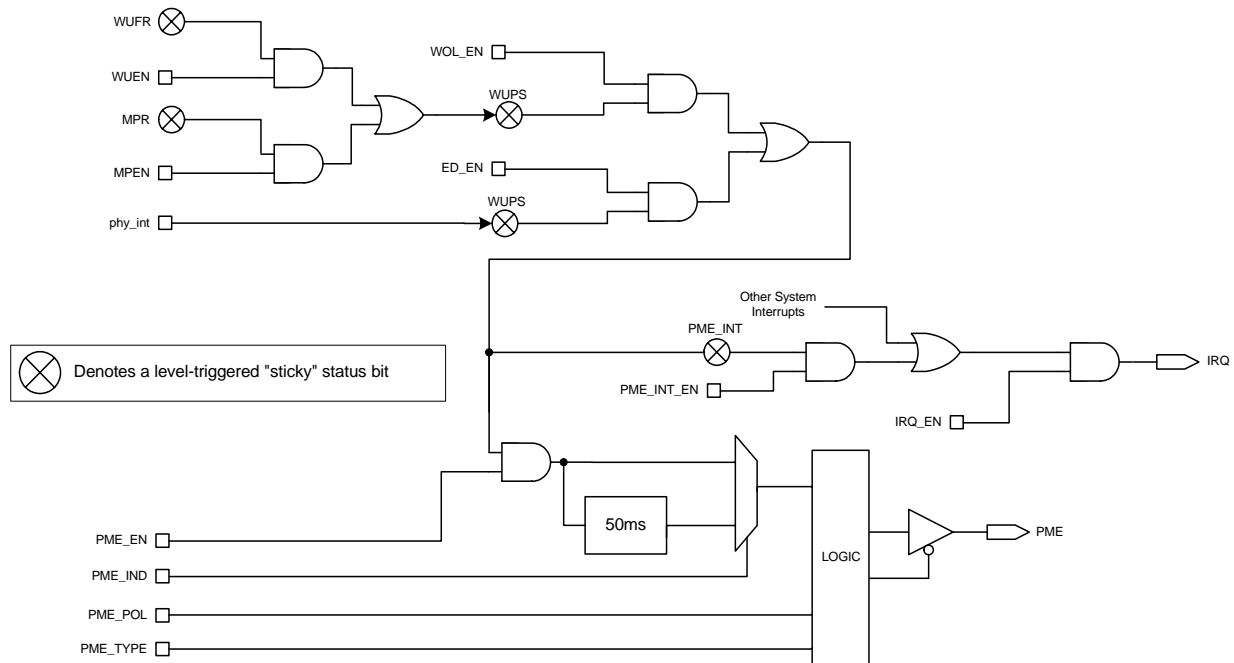 WUFR
WOL_EN
WUEN
WUPS
MPR
ED_EN
MPEN
WUPS
phy_int
Other System
Interrupts
PME_INT
IRQ
Denotes a level-triggered "sticky" status bit
PME_INT_EN
IRQ_EN
50ms
PME_EN
PME
LOGIC
PME_IND
PME_POL
PME_TYPE